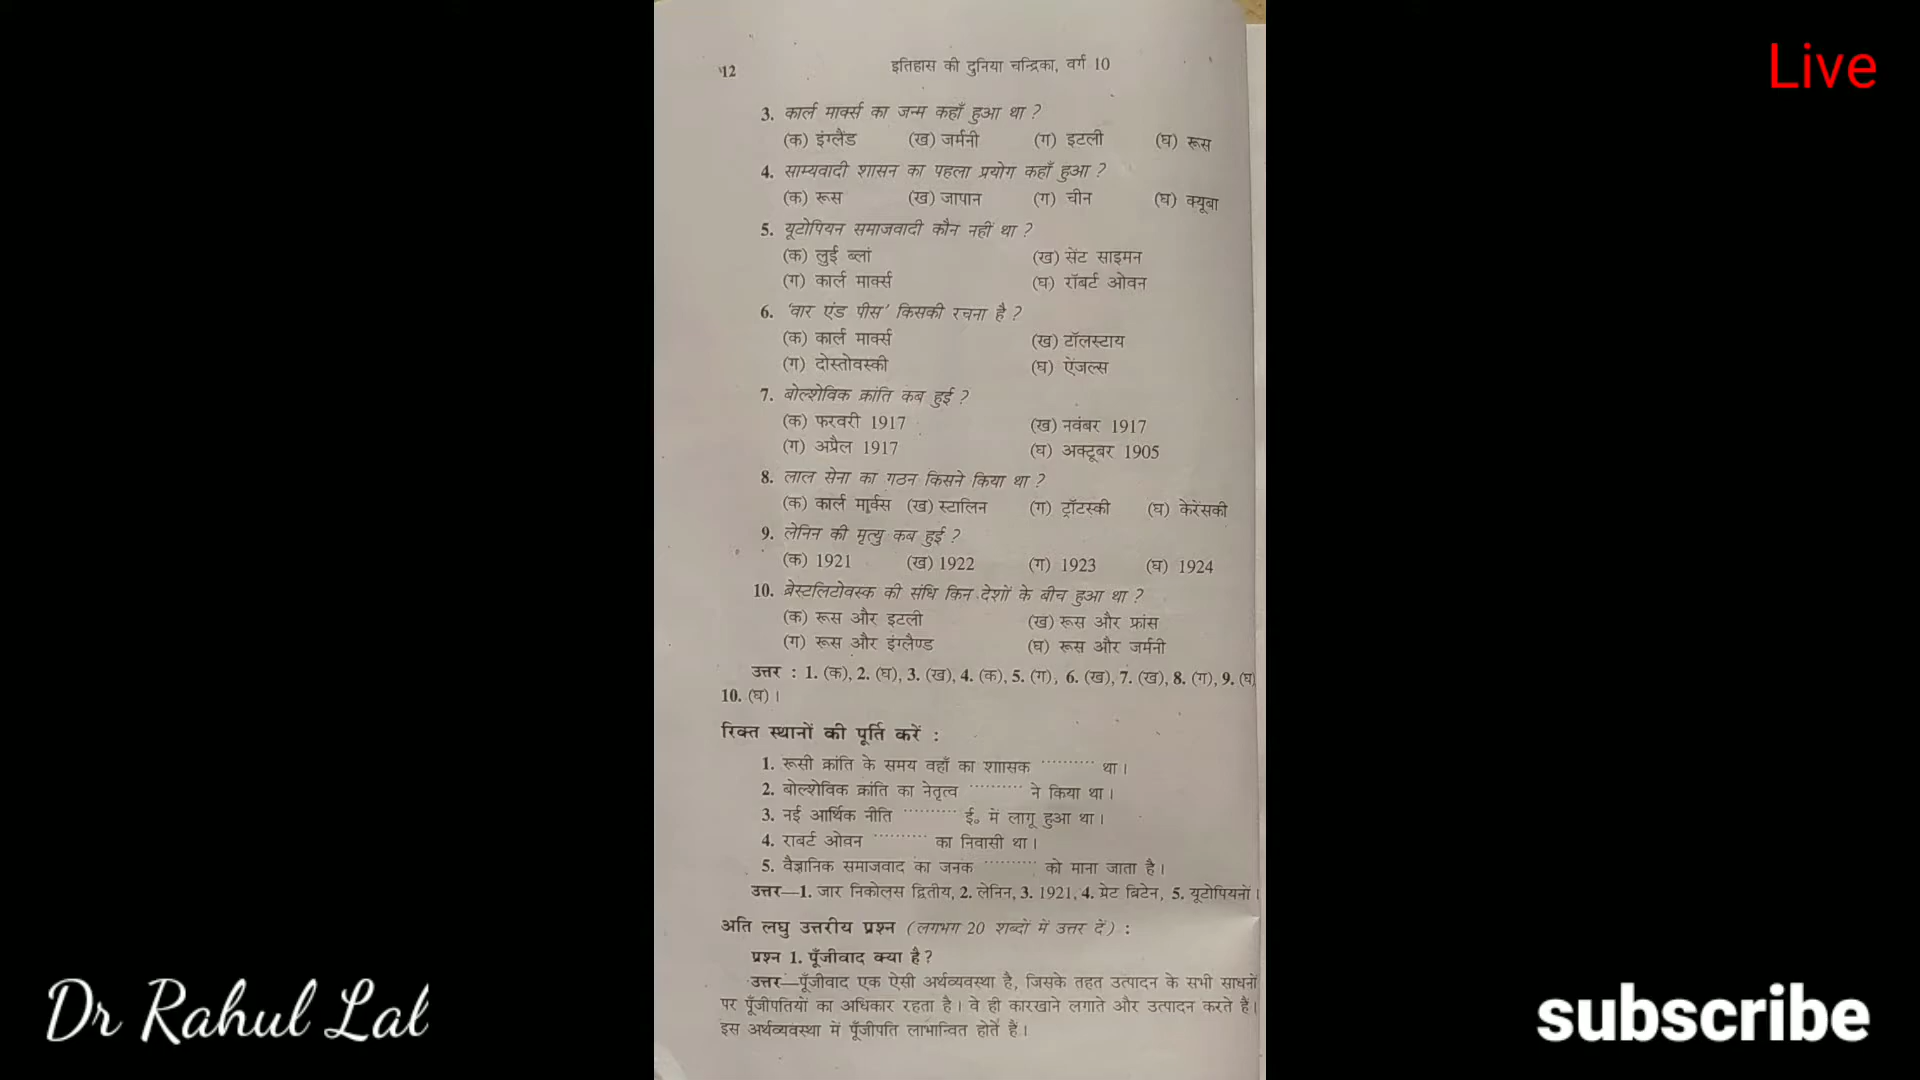 Live
12 इतिहास की दुनिया चन्द्रिका, वर्ग 10
3. कार्ल मार्क्स का जन्म कहाँ हुआ था ?
(क) इंग्लैंड (ख) जर्मनी (ग) इटली (घ) रूस
4. साम्यवादी शासन का पहला प्रयोग कहाँ हुआ ?
(क) रूस (ख) जापान (ग) चीन (घ) क्यूबा
5. यूटोपियन समाजवादी कौन नहीं था ?
(क) लुई ब्लां (ख) सेंट साइमन
(ग) कार्ल मार्क्स (घ) रॉबर्ट ओवन
6. 'वार एंड पीस' किसकी रचना है ?
(क) कार्ल मार्क्स (ख) टॉलस्टाय
(ग) दोस्तोवस्की (घ) ऐंजल्स
7. बोल्शेविक क्रांति कब हुई ?
(क) फरवरी 1917 (ख) नवंबर 1917
(ग) अप्रैल 1917 (घ) अक्टूबर 1905
8. लाल सेना का गठन किसने किया था ?
(क) कार्ल मार्क्स (ख) स्टालिन (ग) ट्रॉटस्की (घ) केरेंसकी
9. लेनिन की मृत्यु कब हुई ?
(क) 1921 (ख) 1922 (ग) 1923 (घ) 1924
10. ब्रेस्टलिटोवस्क की संधि किन देशों के बीच हुआ था ?
(क) रूस और इटली (ख) रूस और फ्रांस
(ग) रूस और इंग्लैण्ड (घ) रूस और जर्मनी
उत्तर : 1. (क), 2. (घ), 3. (ख), 4. (क), 5. (ग), 6. (ख), 7. (ख), 8. (ग), 9. (घ)
10. (घ)।
रिक्त स्थानों की पूर्ति करें :
1. रूसी क्रांति के समय वहाँ का शाासक .......... था।
2. बोल्शेविक क्रांति का नेतृत्व .......... ने किया था।
3. नई आर्थिक नीति .......... ई० में लागू हुआ था।
4. राबर्ट ओवन .......... का निवासी था।
5. वैज्ञानिक समाजवाद का जनक .......... को माना जाता है।
उत्तर—1. जार निकोलस द्वितीय, 2. लेनिन, 3. 1921, 4. ग्रेट ब्रिटेन, 5. यूटोपियनों।
अति लघु उत्तरीय प्रश्न (लगभग 20 शब्दों में उत्तर दें) :
प्रश्न 1. पूँजीवाद क्या है?
उत्तर—पूँजीवाद एक ऐसी अर्थव्यवस्था है, जिसके तहत उत्पादन के सभी साधनों
पर पूँजीपतियों का अधिकार रहता है। वे ही कारखाने लगाते और उत्पादन करते हैं।
इस अर्थव्यवस्था में पूँजीपति लाभान्वित होते हैं।
Dr Rahul Lal
subscribe